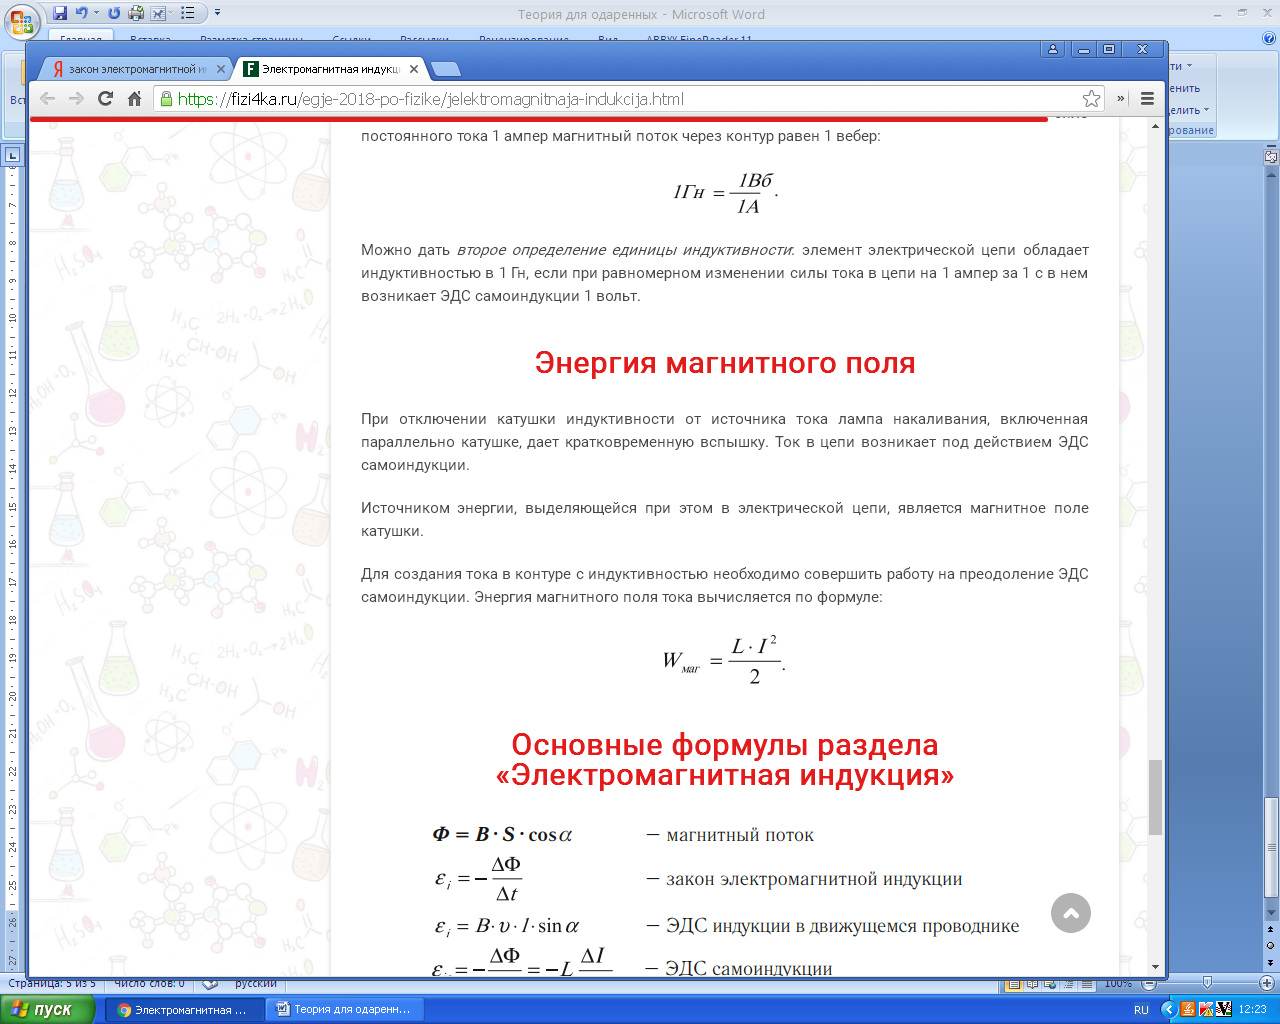 Теория для одаренных - Microsoft Word
закон электромагнитной и
Электромагнитная индукц
https://fizi4ka.ru/egje-2018-po-fizike/jelektromagnitnaja-indukcija.html
постоянного тока 1 ампер магнитный поток через контур равен 1 вебер:
1Гн = 1Вб / 1А .
Можно дать второе определение единицы индуктивности: элемент электрической цепи обладает
индуктивностью в 1 Гн, если при равномерном изменении силы тока в цепи на 1 ампер за 1 с в нем
возникает ЭДС самоиндукции 1 вольт.
Энергия магнитного поля
При отключении катушки индуктивности от источника тока лампа накаливания, включенная
параллельно катушке, дает кратковременную вспышку. Ток в цепи возникает под действием ЭДС
самоиндукции.
Источником энергии, выделяющейся при этом в электрической цепи, является магнитное поле
катушки.
Для создания тока в контуре с индуктивностью необходимо совершить работу на преодоление ЭДС
самоиндукции. Энергия магнитного поля тока вычисляется по формуле:
Wмаг = L · I² / 2 .
Основные формулы раздела
«Электромагнитная индукция»
Φ = B · S · cos α — магнитный поток
ε i = − ΔΦ / Δt — закон электромагнитной индукции
ε i = B · υ · l · sin α — ЭДС индукции в движущемся проводнике
= − ΔΦ = −L ΔI — ЭДС самоиндукции
Страница: 5 из 5 Число слов: 0 русский 100%
пуск Электромагнитная ... Теория для одаренн... RU 12:23